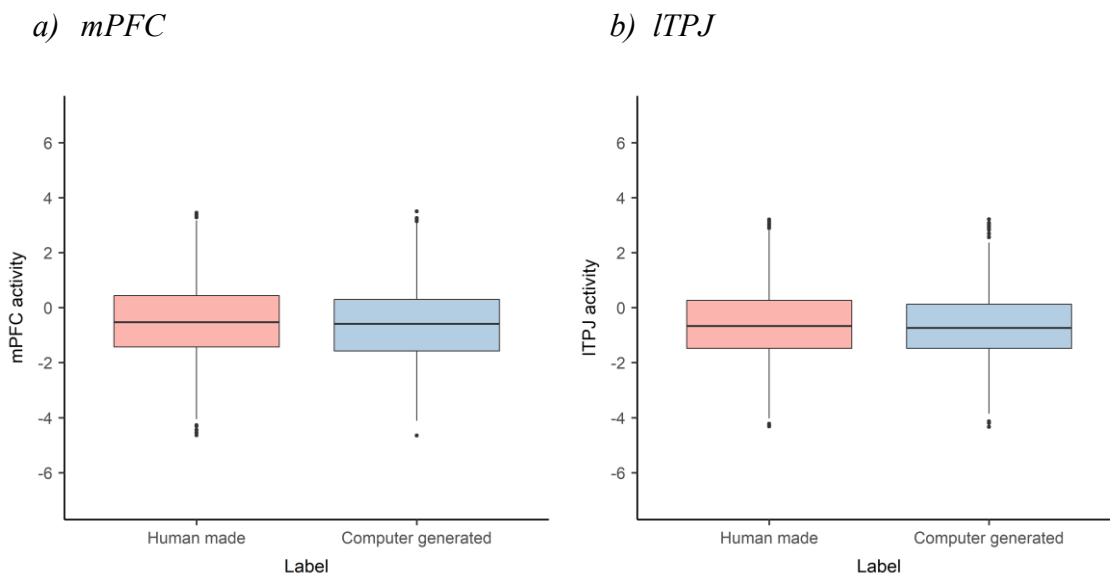 a) mPFC
b) lTPJ
mPFC activity
6
4
2
0
-2
-4
-6
Human made
Computer generated
Label
lTPJ activity
6
4
2
0
-2
-4
-6
Human made
Computer generated
Label